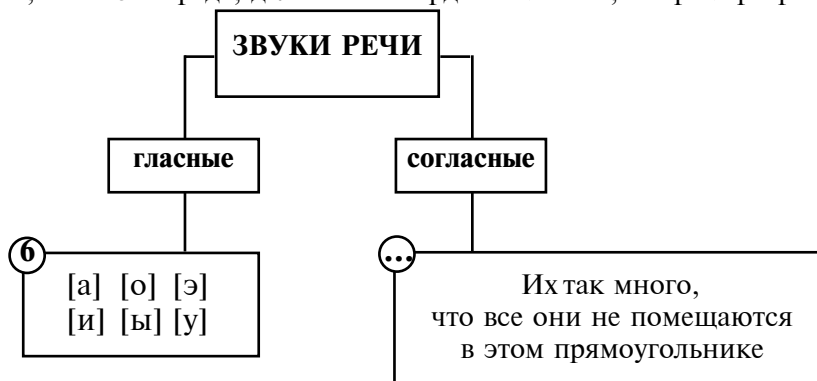 ЗВУКИ РЕЧИ
гласные
согласные
6
[а] [о] [э]
[и] [ы] [у]
...
Их так много,
что все они не помещаются
в этом прямоугольнике